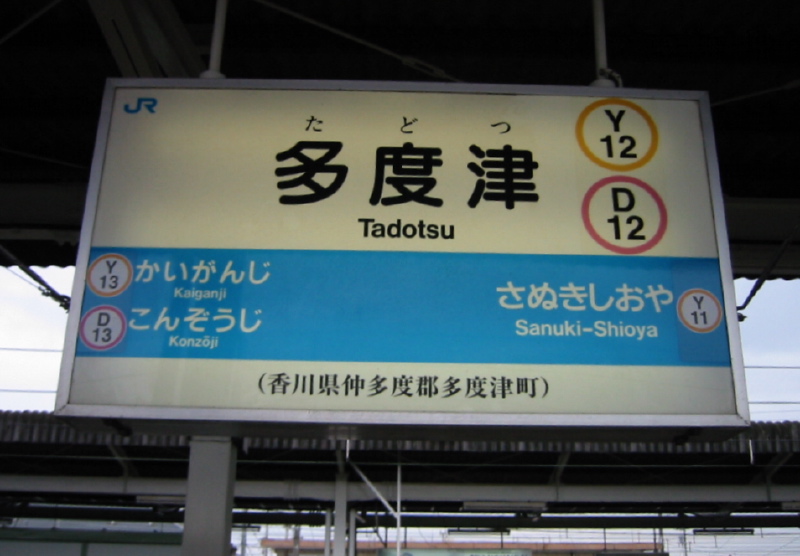 JR
たどつ
多度津
Tadotsu
Y
12
D
12
Y
13
かいがんじ
Kaiganji
D
13
こんぞうじ
Konzōji
さぬきしおや
Sanuki-Shioya
Y
11
(香川県仲多度郡多度津町)